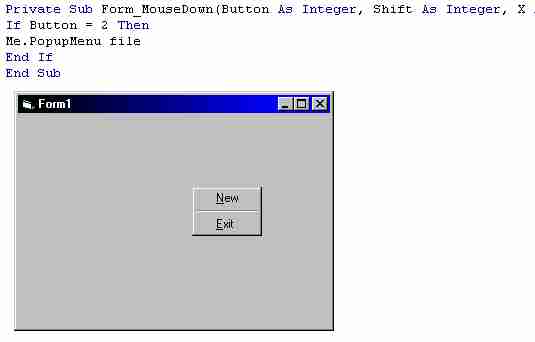 Private Sub Form_MouseDown(Button As Integer, Shift As Integer, X
If Button = 2 Then
Me.PopupMenu file
End If
End Sub
Form1
New
Exit